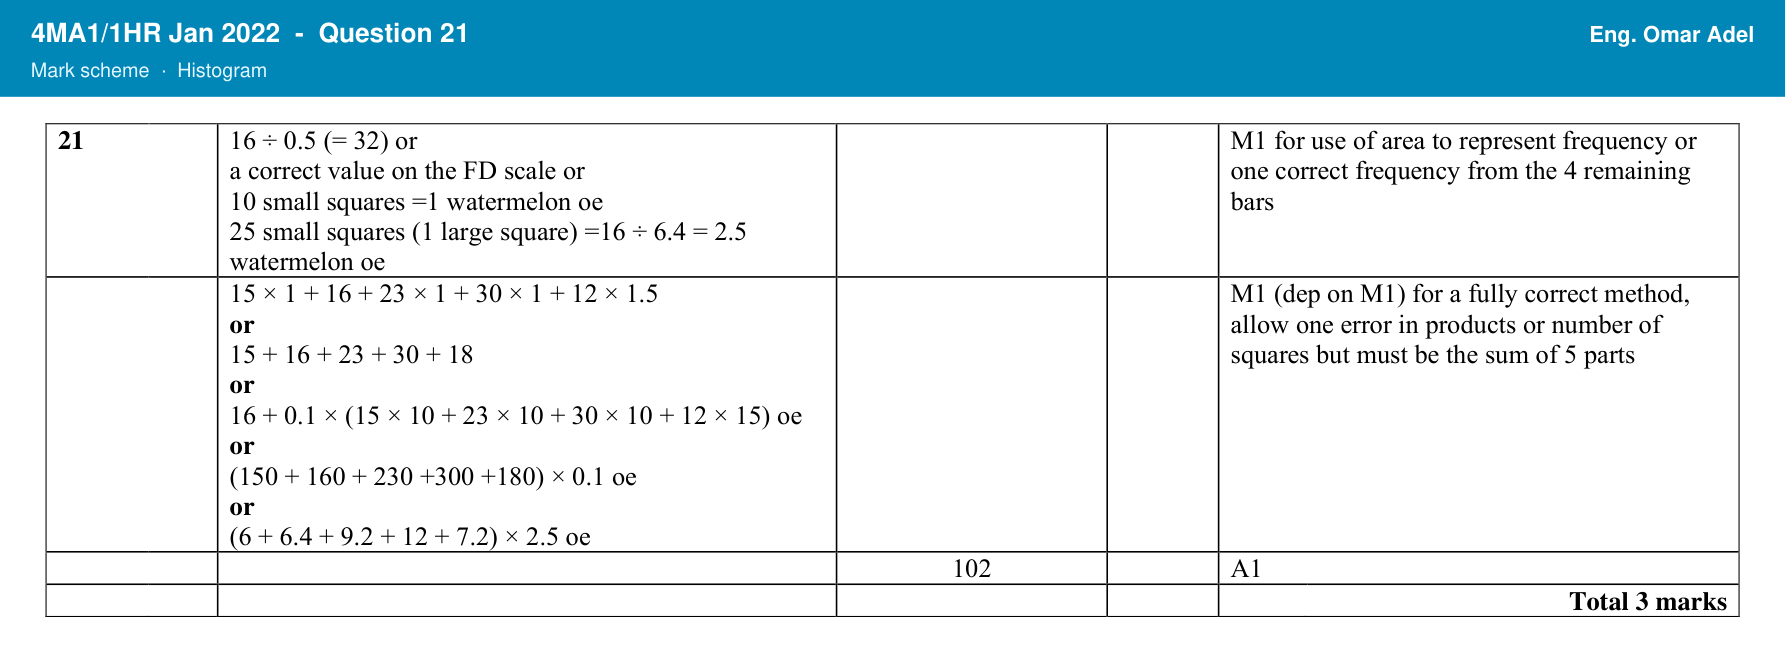 4MA1/1HR Jan 2022 - Question 21
Eng. Omar Adel
Mark scheme · Histogram
21
16 ÷ 0.5 (= 32) or
a correct value on the FD scale or
10 small squares =1 watermelon oe
25 small squares (1 large square) =16 ÷ 6.4 = 2.5
watermelon oe
M1 for use of area to represent frequency or
one correct frequency from the 4 remaining
bars
15 × 1 + 16 + 23 × 1 + 30 × 1 + 12 × 1.5
or
15 + 16 + 23 + 30 + 18
or
16 + 0.1 × (15 × 10 + 23 × 10 + 30 × 10 + 12 × 15) oe
or
(150 + 160 + 230 +300 +180) × 0.1 oe
or
(6 + 6.4 + 9.2 + 12 + 7.2) × 2.5 oe
M1 (dep on M1) for a fully correct method,
allow one error in products or number of
squares but must be the sum of 5 parts
102
A1
Total 3 marks